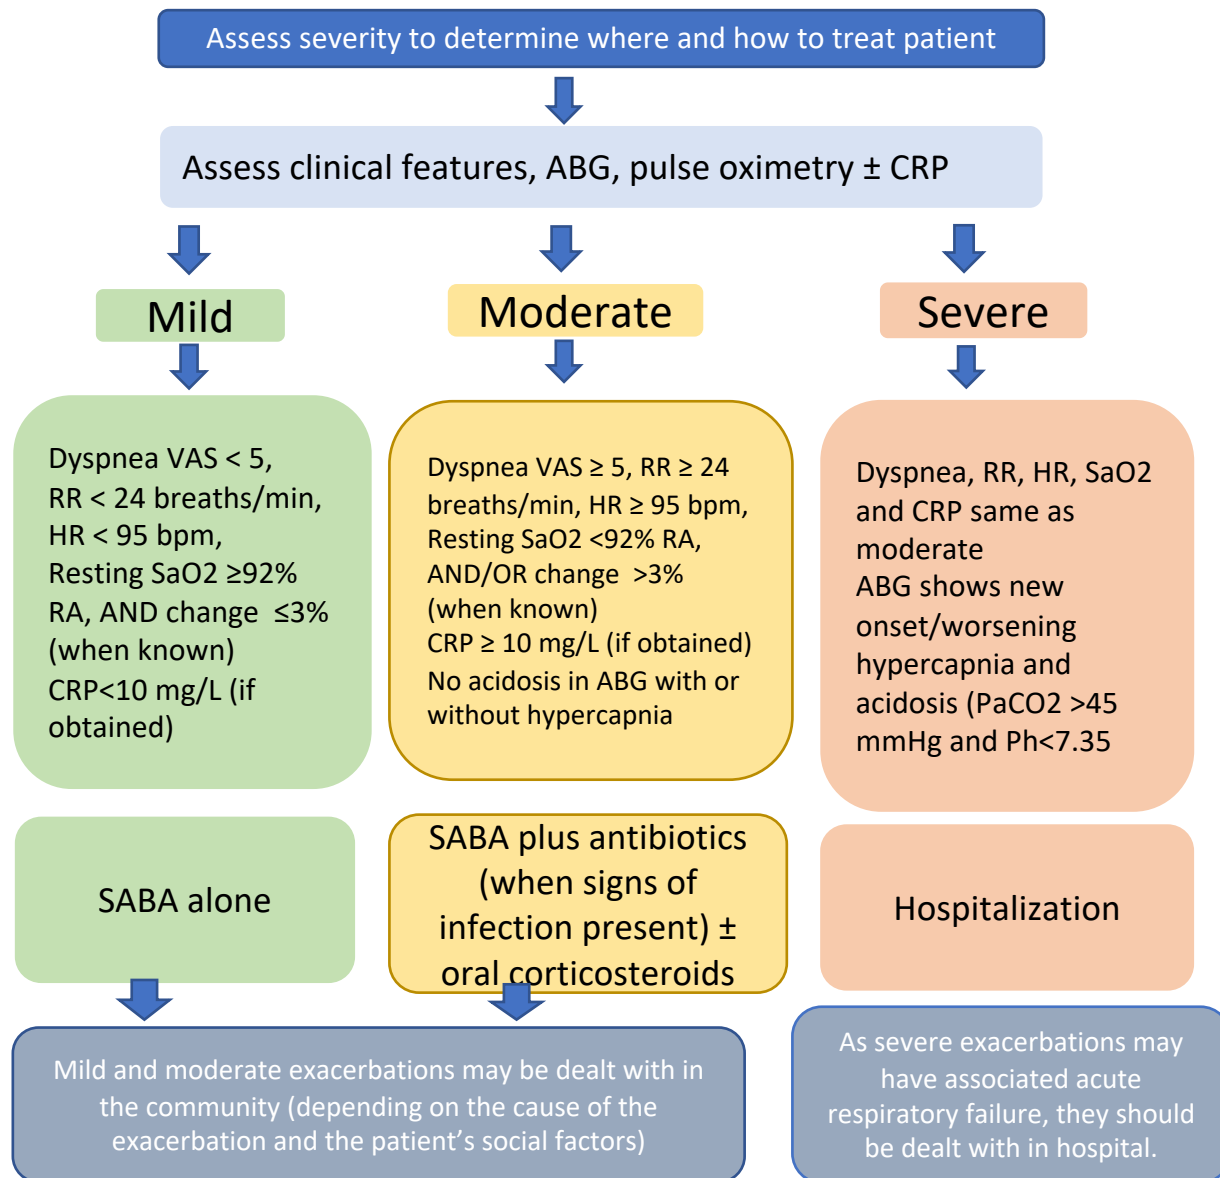 Assess severity to determine where and how to treat patient
Assess clinical features, ABG, pulse oximetry ± CRP
Mild
Moderate
Severe
Dyspnea VAS < 5,
RR < 24 breaths/min,
HR < 95 bpm,
Resting SaO2 ≥92%
RA, AND change ≤3%
(when known)
CRP<10 mg/L (if
obtained)
Dyspnea VAS ≥ 5, RR ≥ 24
breaths/min, HR ≥ 95 bpm,
Resting SaO2 <92% RA,
AND/OR change >3%
(when known)
CRP ≥ 10 mg/L (if obtained)
No acidosis in ABG with or
without hypercapnia
Dyspnea, RR, HR, SaO2
and CRP same as
moderate
ABG shows new
onset/worsening
hypercapnia and
acidosis (PaCO2 >45
mmHg and Ph<7.35
SABA alone
SABA plus antibiotics
(when signs of
infection present) ±
oral corticosteroids
Hospitalization
Mild and moderate exacerbations may be dealt with in
the community (depending on the cause of the
exacerbation and the patient’s social factors)
As severe exacerbations may
have associated acute
respiratory failure, they should
be dealt with in hospital.